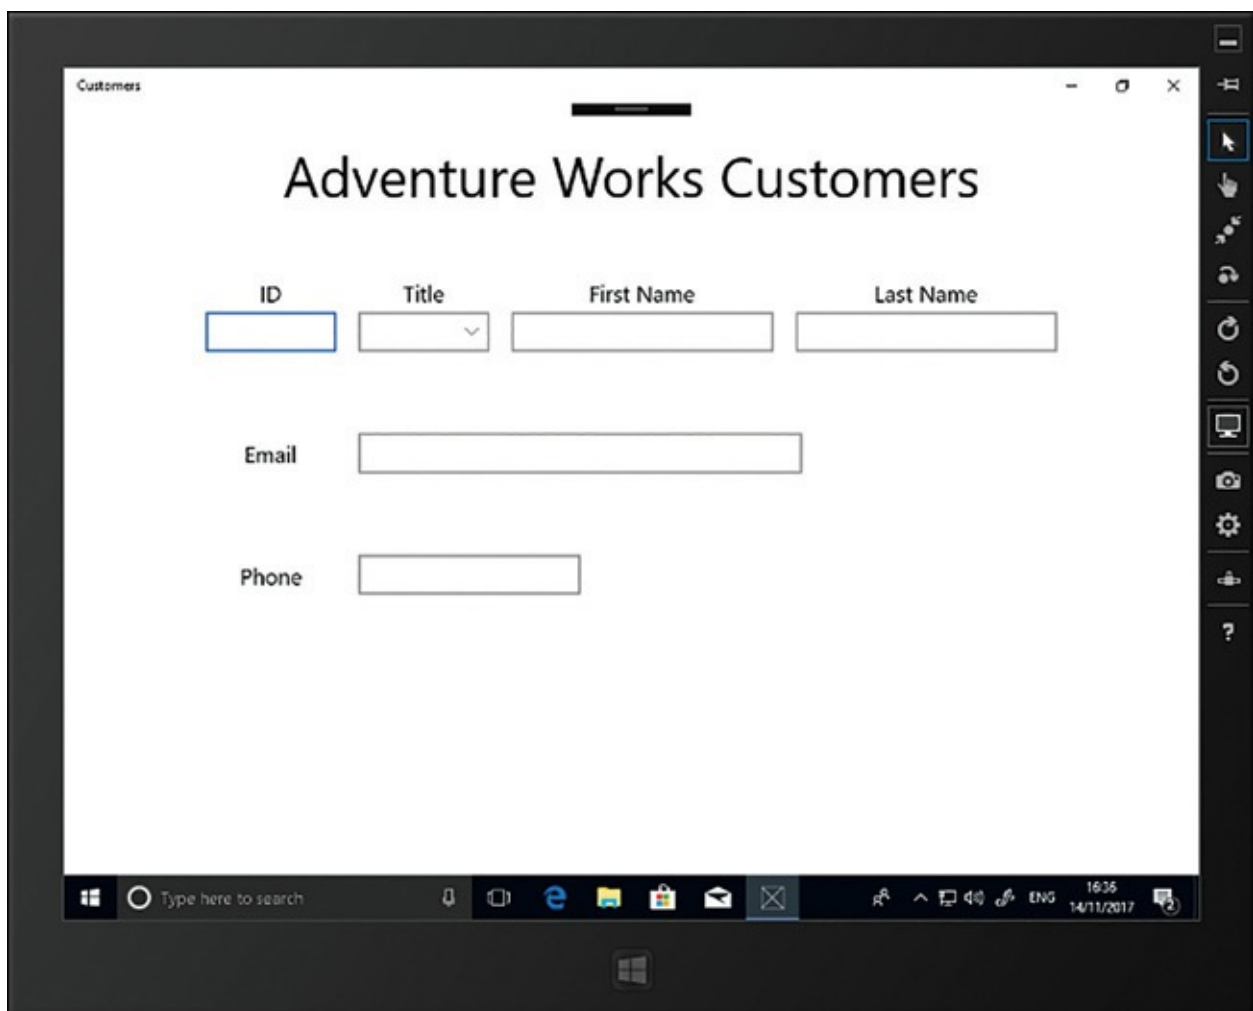 Customers
Adventure Works Customers
ID Title First Name Last Name
Email
Phone
Type here to search
ENG
16:36
14/11/2017
2
?